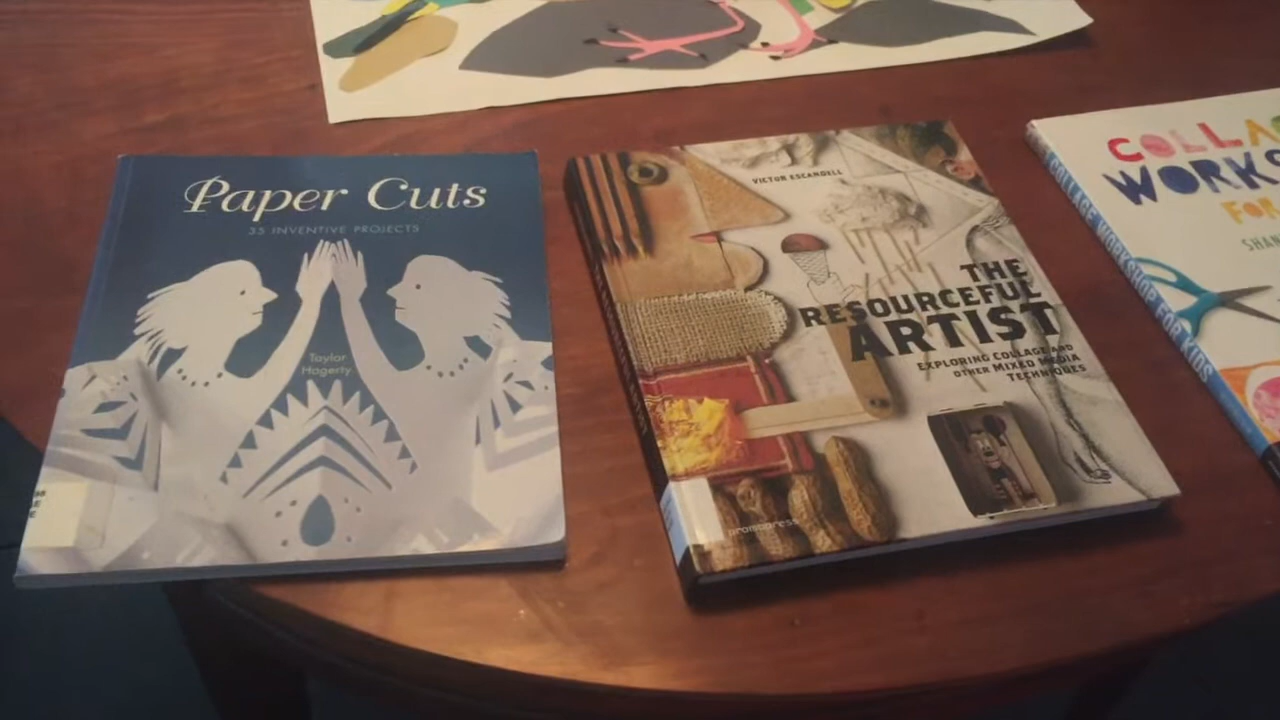 Paper Cuts
35 INVENTIVE PROJECTS
Taylor
Hagerty
VICTOR ESCANDELL
THE
RESOURCEFUL
ARTIST
EXPLORING COLLAGE AND
OTHER MIXED MEDIA
TECHNIQUES
promopress
COLLA
WORKS
FOR
SHAN
COLLAGE WORKSHOP FOR KIDS